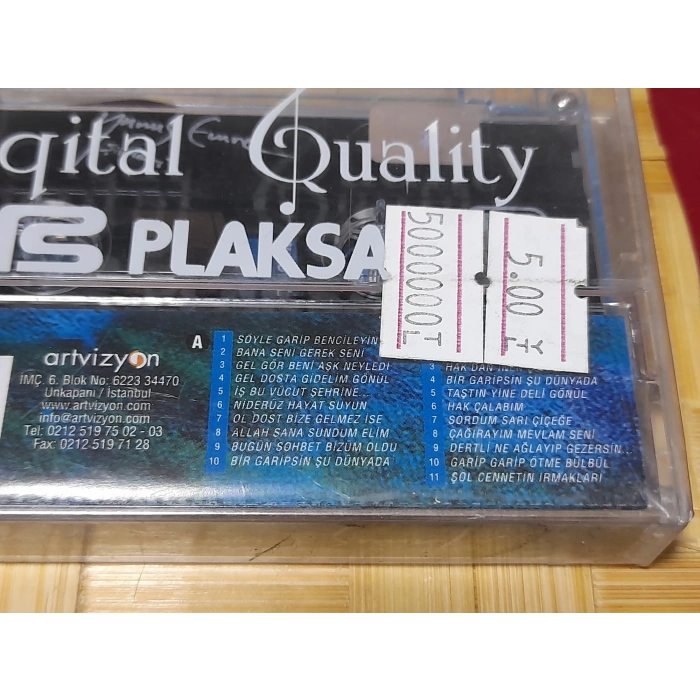 gital Quality
PLAKSA
5000000TL
5.00 Y
artvizyon
İMÇ 6. Blok No: 6223 34470
Unkapanı / İstanbul
www.artvizyon.com
info@artvizyon.com
Tel: 0212 519 75 02 - 03
Fax: 0212 519 71 28
A
1 SÖYLE GARİP BENCİLEYİN
2 BANA SENİ GEREK SENİ
3 GEL GÖR BENİ AŞK NEYLEDİ
4 GEL DOSTA GİDELİM GÖNÜL
5 İŞ BU VÜCUT ŞEHRİNE...
6 NİDERÜZ HAYAT SUYUN
7 OL DOST BİZE GELMEZ İSE
8 ALLAH SANA SUNDUM ELİM
9 BUGÜN SOHBET BİZÜM OLDU
10 BİR GARİPSİN ŞU DÜNYADA
3 HAK'DAN
4 BİR GARİPSİN ŞU DÜNYADA
5 TAŞTIN YİNE DELİ GÖNÜL
6 HAK ÇALABIM
7 SORDUM SARI ÇİÇEĞE
8 ÇAĞIRAYIM MEVLAM SENİ
9 DERTLİ NE AĞLAYIP GEZERSİN...
10 GARİP GARİP ÖTME BÜLBÜL
11 ŞOL CENNETİN IRMAKLARI